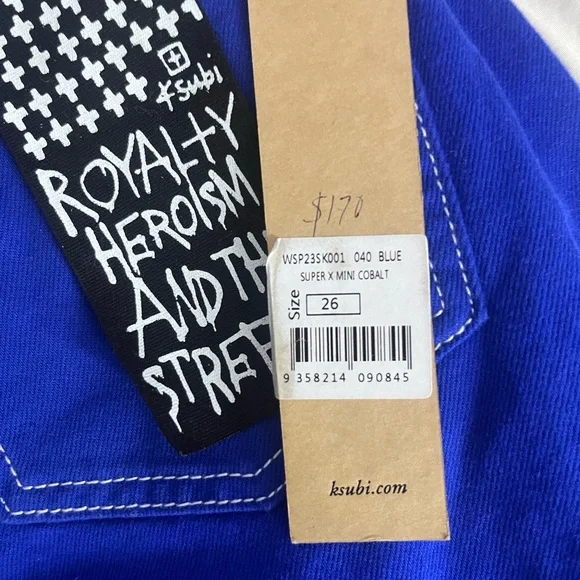 ksubi
ROYALTY
HEROISM
AND TH
STREE
$170
WSP23SK001 040 BLUE
SUPER X MINI COBALT
Size 26
9 358214 090845
ksubi.com